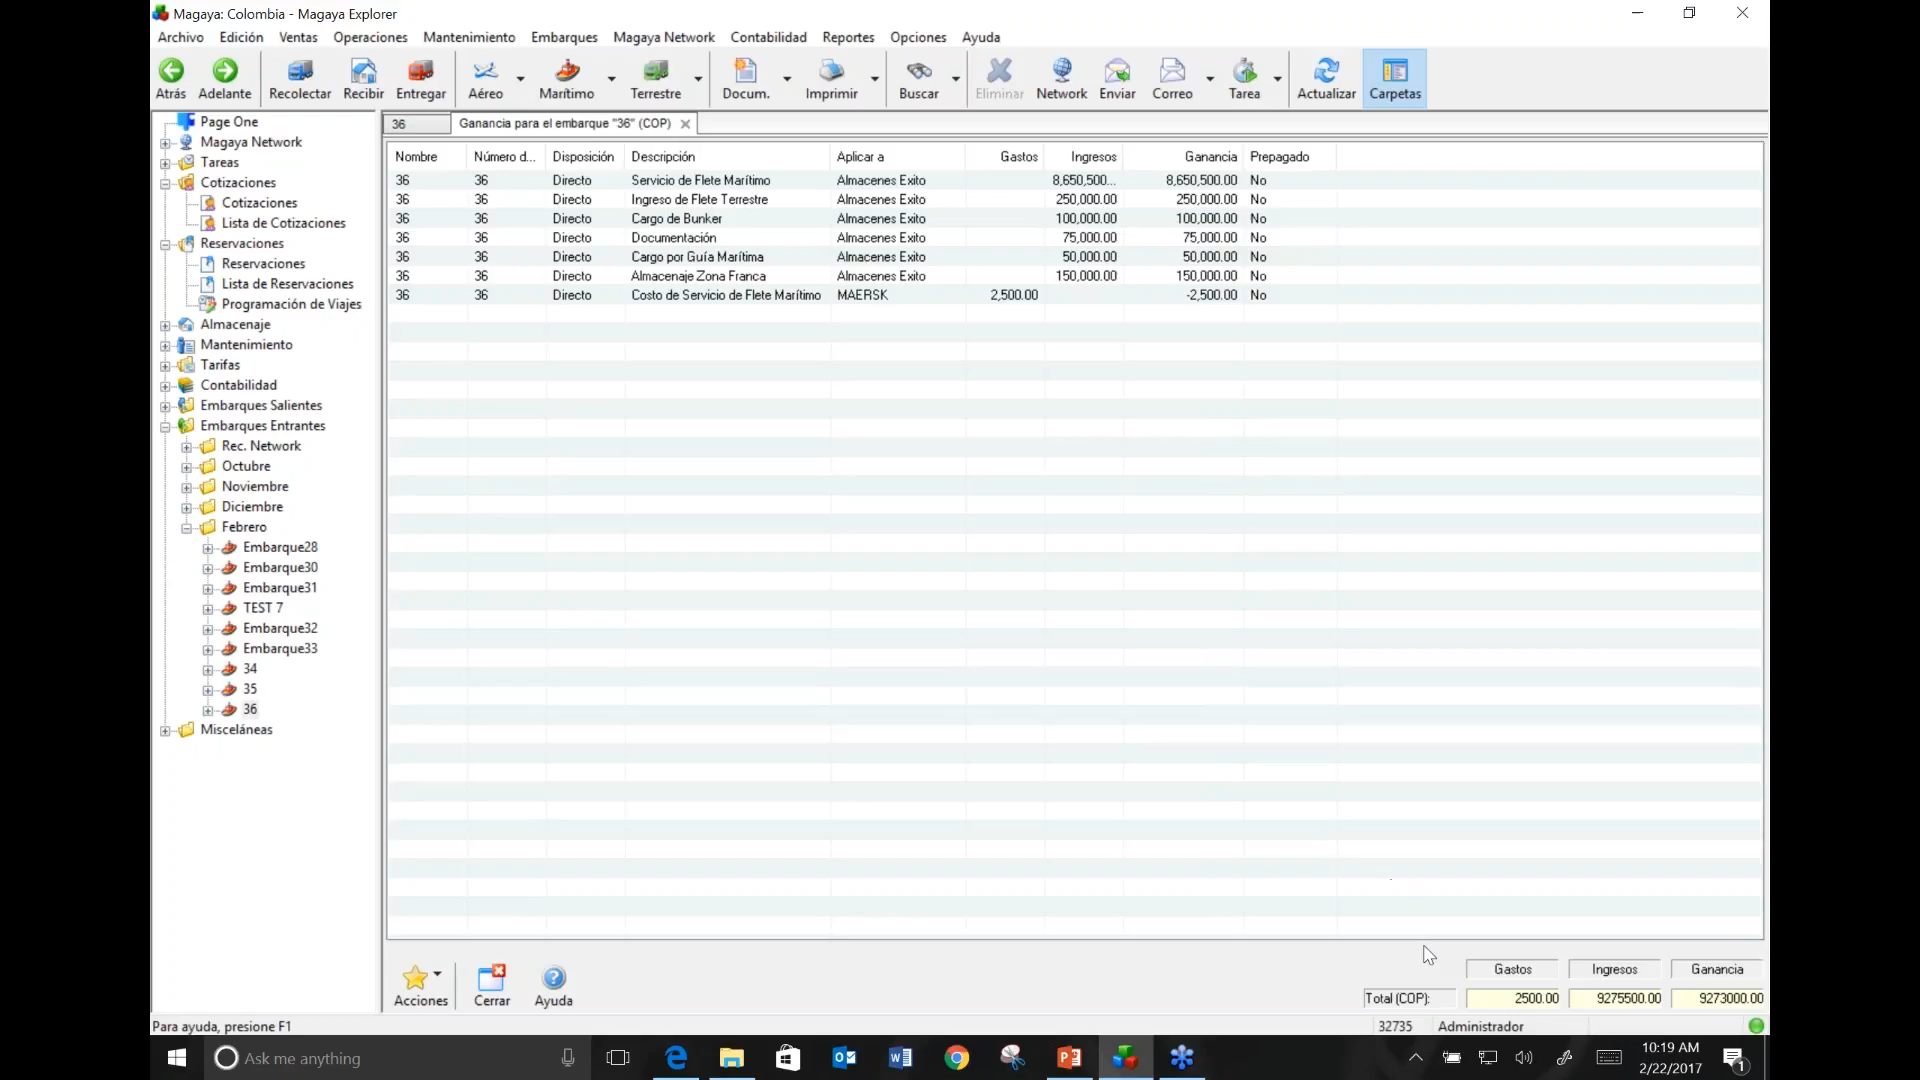 Magaya: Colombia - Magaya Explorer
Archivo Edición Ventas Operaciones Mantenimiento Embarques Magaya Network Contabilidad Reportes Opciones Ayuda
Atrás Adelante Recolectar Recibir Entregar Aéreo Marítimo Terrestre Docum. Imprimir Buscar Eliminar Network Enviar Correo Tarea Actualizar Carpetas
36 Ganancia para el embarque "36" (COP)
Page One
Magaya Network
Tareas
Cotizaciones
Cotizaciones
Lista de Cotizaciones
Reservaciones
Reservaciones
Lista de Reservaciones
Programación de Viajes
Almacenaje
Mantenimiento
Tarifas
Contabilidad
Embarques Salientes
Embarques Entrantes
Rec. Network
Octubre
Noviembre
Diciembre
Febrero
Embarque28
Embarque30
Embarque31
TEST 7
Embarque32
Embarque33
34
35
36
Misceláneas
Nombre Número d... Disposición Descripción Aplicar a Gastos Ingresos Ganancia Prepagado
36 36 Directo Servicio de Flete Marítimo Almacenes Exito 8,650,500... 8,650,500.00 No
36 36 Directo Ingreso de Flete Terrestre Almacenes Exito 250,000.00 250,000.00 No
36 36 Directo Cargo de Bunker Almacenes Exito 100,000.00 100,000.00 No
36 36 Directo Documentación Almacenes Exito 75,000.00 75,000.00 No
36 36 Directo Cargo por Guía Marítima Almacenes Exito 50,000.00 50,000.00 No
36 36 Directo Almacenaje Zona Franca Almacenes Exito 150,000.00 150,000.00 No
36 36 Directo Costo de Servicio de Flete Marítimo MAERSK 2,500.00 -2,500.00 No
Acciones Cerrar Ayuda
Gastos Ingresos Ganancia
Total (COP): 2500.00 9275500.00 9273000.00
Para ayuda, presione F1 32735 Administrador
Ask me anything
10:19 AM
2/22/2017
1